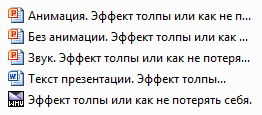 Анимация. Эффект толпы или как не п...
Без анимации. Эффект толпы или как ...
Звук. Эффект толпы или как не потеря...
Текст презентации. Эффект толпы...
Эффект толпы или как не потерять себя.